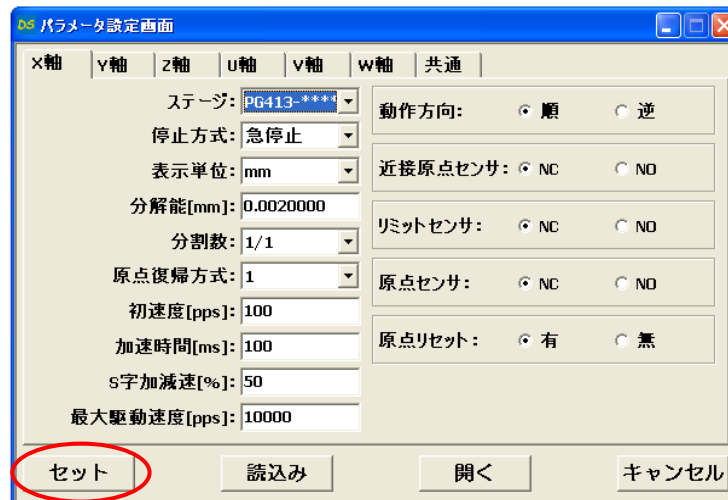 DS パラメータ設定画面
X軸 Y軸 Z軸 U軸 V軸 W軸 共通
ステージ: PG413-****
停止方式: 急停止
表示単位: mm
分解能[mm]: 0.0020000
分割数: 1/1
原点復帰方式: 1
初速度[pps]: 100
加速時間[ms]: 100
S字加減速[%]: 50
最大駆動速度[pps]: 10000
動作方向: 順 逆
近接原点センサ: NC NO
リミットセンサ: NC NO
原点センサ: NC NO
原点リセット: 有 無
セット 読込み 開く キャンセル